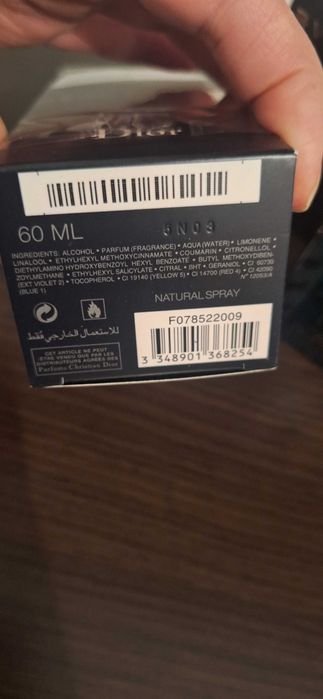 Dior
60 ML
5N03
INGREDIENTS: ALCOHOL • PARFUM (FRAGRANCE) • AQUA (WATER) • LIMONENE •
LINALOOL • ETHYLHEXYL METHOXYCINNAMATE • COUMARIN • CITRONELLOL •
DIETHYLAMINO HYDROXYBENZOYL HEXYL BENZOATE • BUTYL METHOXYDIBEN-
ZOYLMETHANE • ETHYLHEXYL SALICYLATE • CITRAL • BHT • GERANIOL • CI 60730
(EXT VIOLET 2) • TOCOPHEROL • CI 19140 (YELLOW 5) • CI 14700 (RED 4) • CI 42090
(BLUE 1)
N° 12053/A
NATURAL SPRAY
للاستعمال الخارجي فقط
CET ARTICLE NE PEUT
ÊTRE VENDU QUE PAR LES
DISTRIBUTEURS AGRÉÉS DES
Parfums Christian Dior
F078522009
3 348901 368254